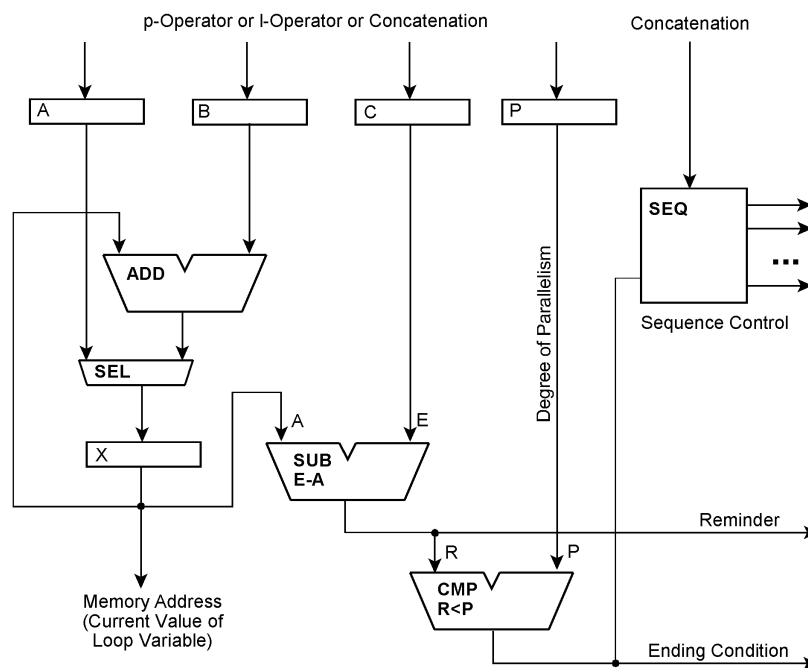 p-Operator or l-Operator or Concatenation
Concatenation
A
B
C
P
SEQ
ADD
Degree of Parallelism
Sequence Control
SEL
A
E
X
SUB
E-A
Reminder
R
P
CMP
R<P
Memory Address
(Current Value of
Loop Variable)
Ending Condition